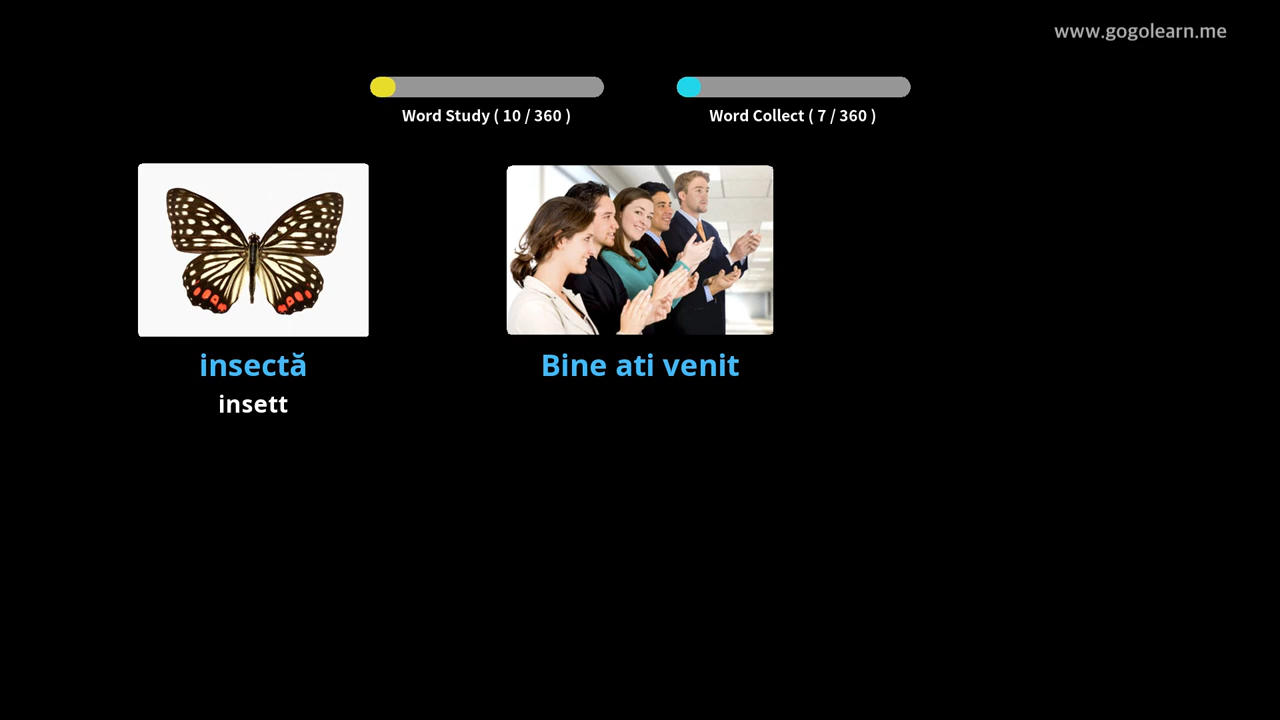 www.gogolearn.me
Word Study ( 10 / 360 )
Word Collect ( 7 / 360 )
insectă
insett
Bine ati venit